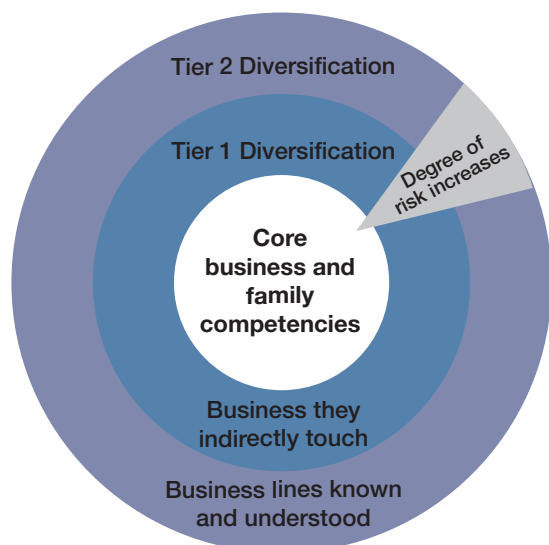 Tier 2 Diversification
Tier 1 Diversification
Degree of
risk increases
Core
business and
family
competencies
Business they
indirectly touch
Business lines known
and understood